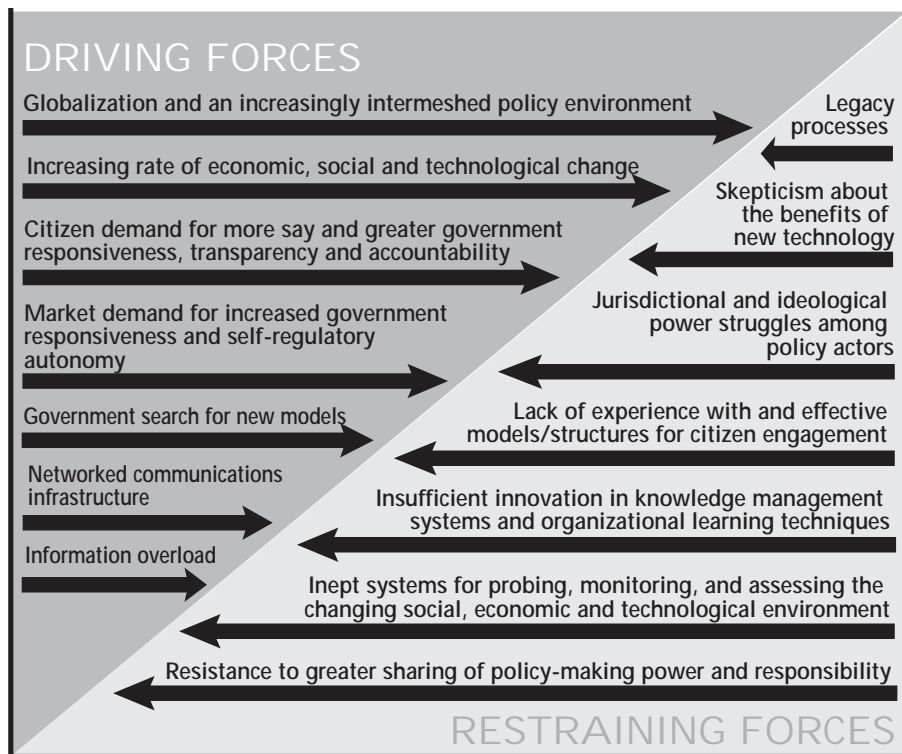 DRIVING FORCES
Globalization and an increasingly intermeshed policy environment
Increasing rate of economic, social and technological change
Citizen demand for more say and greater government
responsiveness, transparency and accountability
Market demand for increased government
responsiveness and self-regulatory
autonomy
Government search for new models
Networked communications
infrastructure
Information overload
Legacy
processes
Skepticism about
the benefits of
new technology
Jurisdictional and ideological
power struggles among
policy actors
Lack of experience with and effective
models/structures for citizen engagement
Insufficient innovation in knowledge management
systems and organizational learning techniques
Inept systems for probing, monitoring, and assessing the
changing social, economic and technological environment
Resistance to greater sharing of policy-making power and responsibility
RESTRAINING FORCES